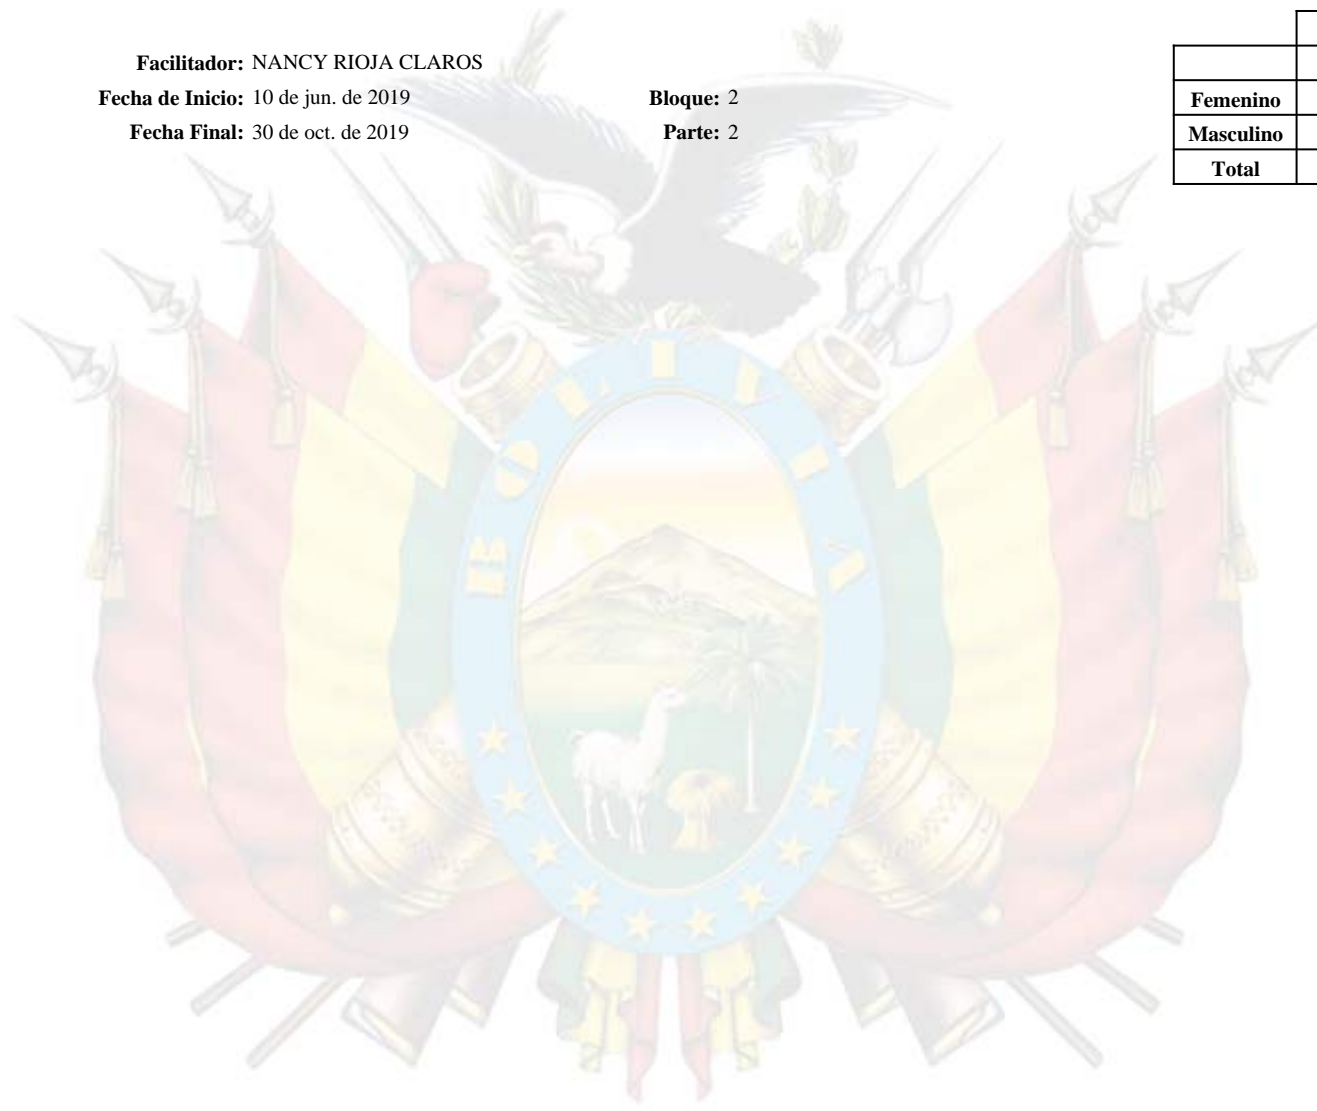 Facilitador: NANCY RIOJA CLAROS
Fecha de Inicio: 10 de jun. de 2019 Bloque: 2
Fecha Final: 30 de oct. de 2019 Parte: 2
Femenino
Masculino
Total
BOLIVIA